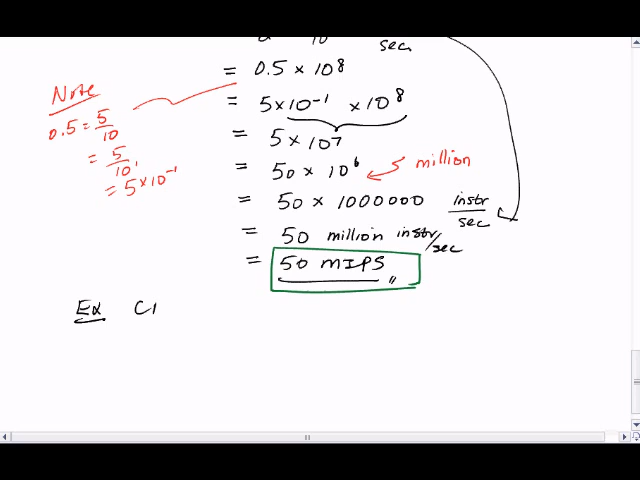 sec
= 0.5 × 10⁸
Note
0.5 = 5/10
= 5/10¹
= 5 × 10⁻¹
= 5 × 10⁻¹ × 10⁸
= 5 × 10⁷
= 50 × 10⁶ million
= 50 × 1000000 instr/sec
= 50 million instr/sec
= 50 MIPS
Ex